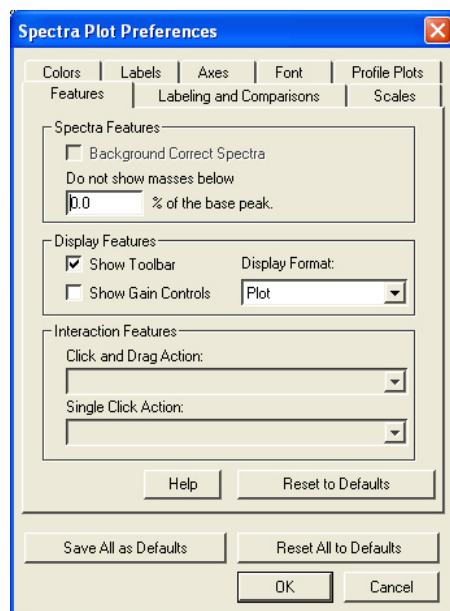 Spectra Plot Preferences
Colors Labels Axes Font Profile Plots
Features Labeling and Comparisons Scales
Spectra Features
Background Correct Spectra
Do not show masses below
0.0 % of the base peak.
Display Features
Show Toolbar Display Format:
Show Gain Controls Plot
Interaction Features
Click and Drag Action:
Single Click Action:
Help Reset to Defaults
Save All as Defaults Reset All to Defaults
OK Cancel